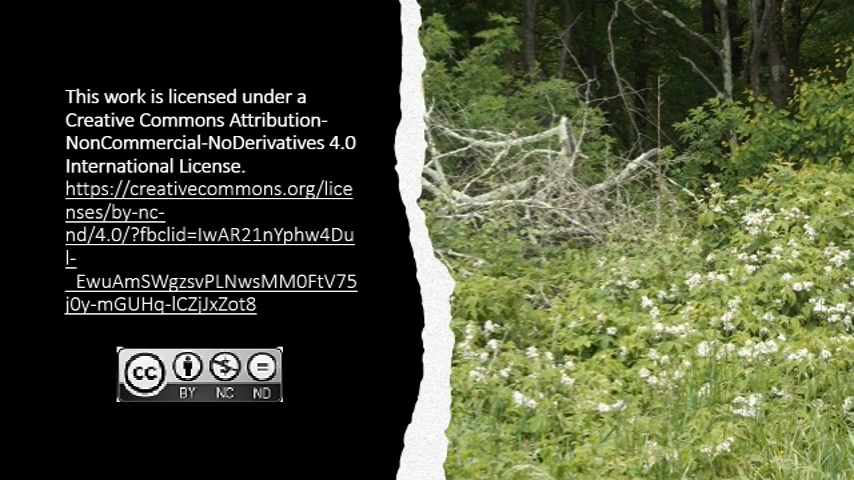 This work is licensed under a
Creative Commons Attribution-
NonCommercial-NoDerivatives 4.0
International License.
https://creativecommons.org/lice
nses/by-nc-
nd/4.0/?fbclid=IwAR21nYphw4Du
l-
_EwuAmSWgzsvPLNwsMM0FtV75
j0y-mGUHq-lCZjJxZot8
cc
BY NC ND